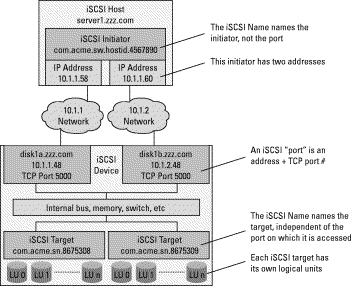 iSCSI Host
server1.zzz.com
iSCSI Initiator
com.acme.sw.hostid.4567890
IP Address
10.1.1.58
IP Address
10.1.1.60
The iSCSI Name names the
initiator, not the port
This initiator has two addresses
10.1.1
Network
10.1.2
Network
disk1a.zzz.com
10.1.1.48
TCP Port 5000
iSCSI
Device
disk1b.zzz.com
10.1.2.48
TCP Port 5000
An iSCSI "port" is an
address + TCP port #
Internal bus, memory, switch, etc
iSCSI Target
com.acme.sn.8675308
iSCSI Target
com.acme.sn.8675309
The iSCSI Name names the
target, independent of the
port on which it is accessed
LU 0
LU 1
LU n
LU 0
LU 1
LU n
Each iSCSI target has
its own logical units